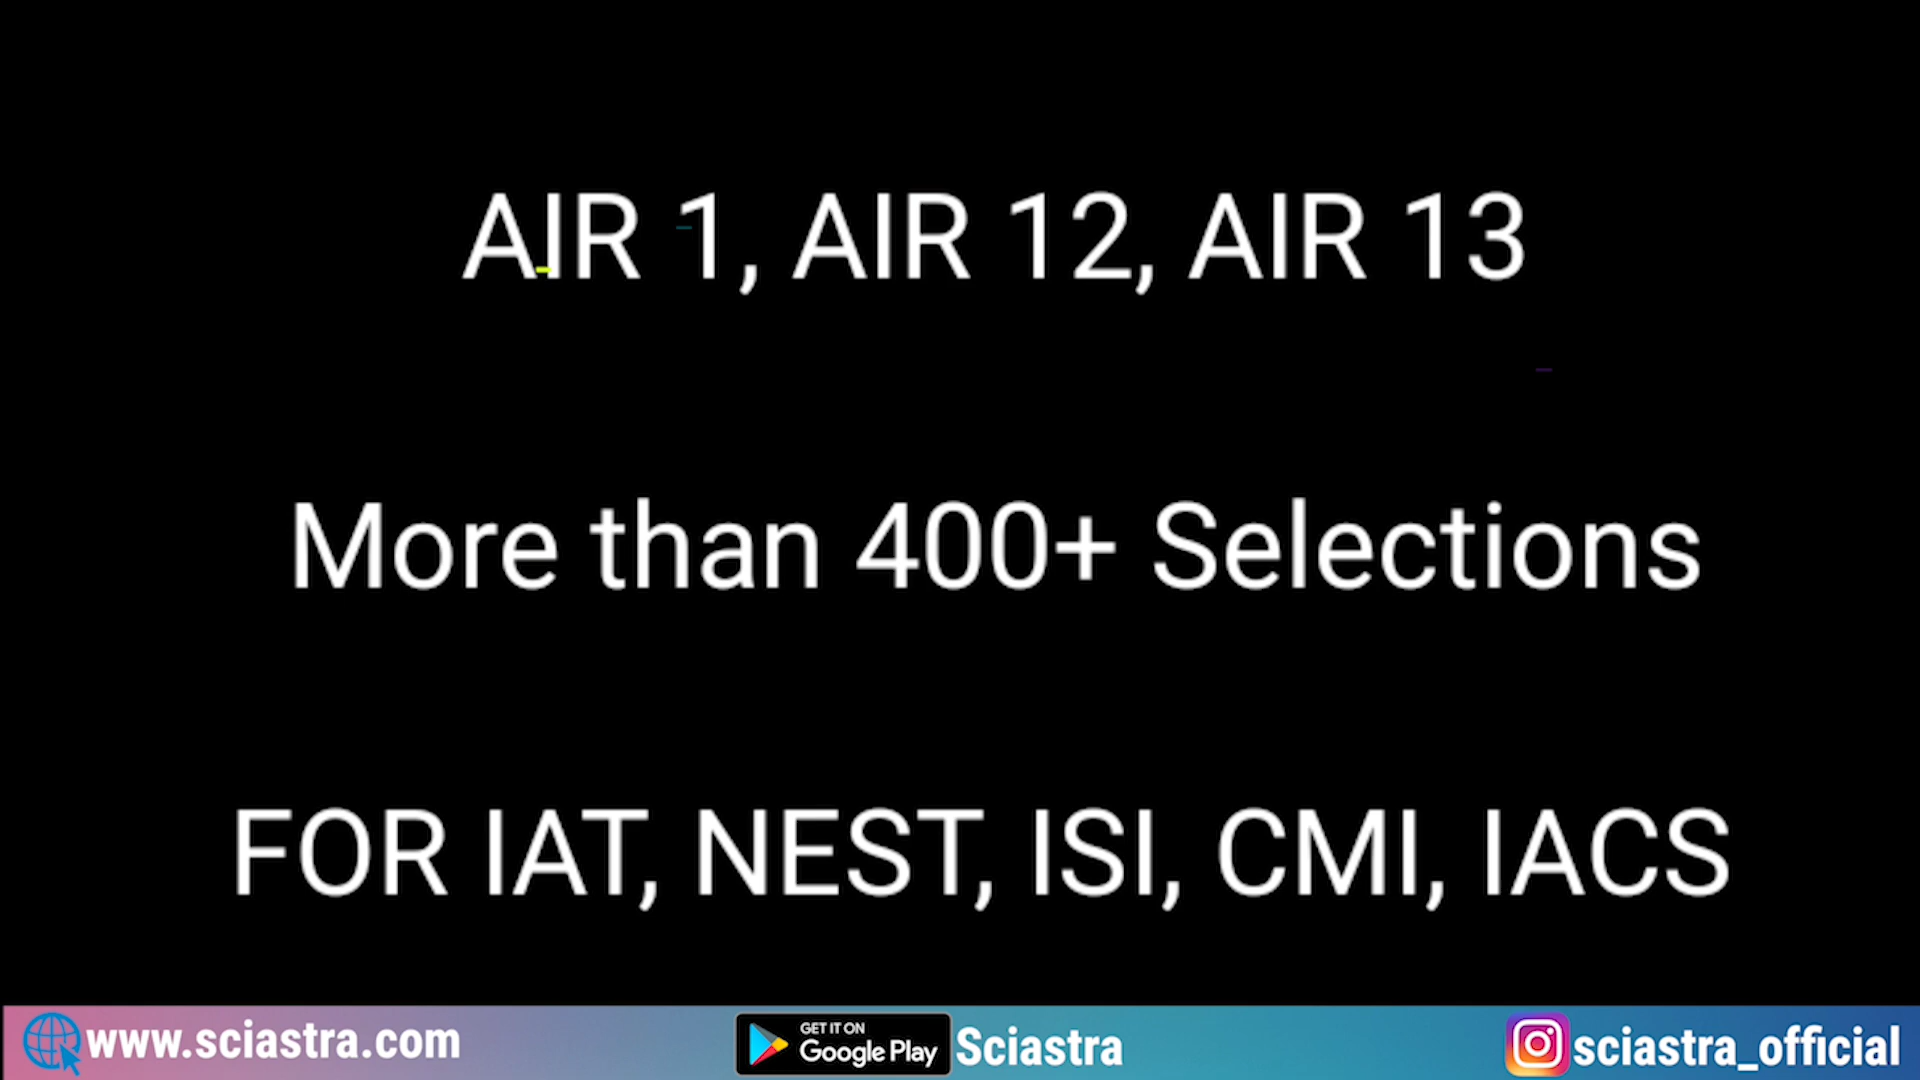 AIR 1, AIR 12, AIR 13
More than 400+ Selections
FOR IAT, NEST, ISI, CMI, IACS
www.sciastra.com
GET IT ON
Google Play
Sciastra
sciastra_official